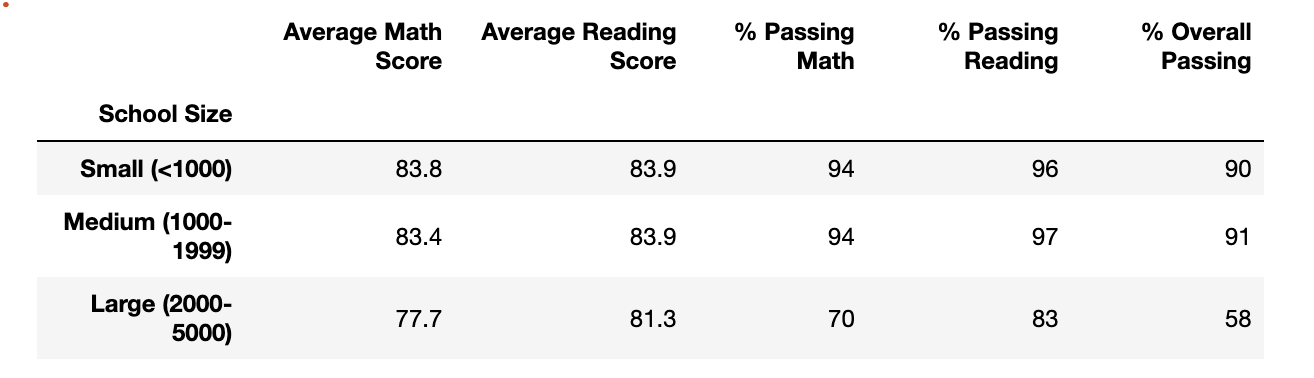 Average Math Average Reading % Passing % Passing % Overall
Score Score Math Reading Passing
School Size
Small (<1000) 83.8 83.9 94 96 90
Medium (1000-
1999) 83.4 83.9 94 97 91
Large (2000-
5000) 77.7 81.3 70 83 58